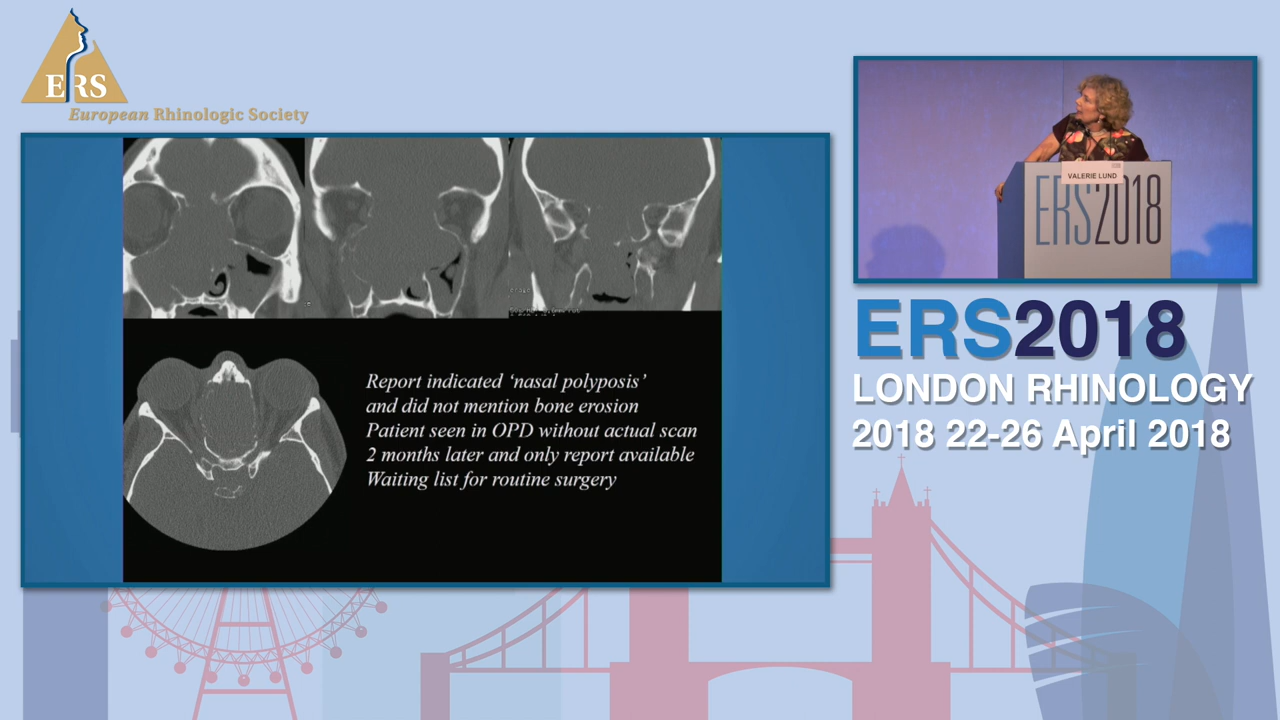 ERS
European Rhinologic Society
Report indicated ‘nasal polyposis’
and did not mention bone erosion
Patient seen in OPD without actual scan
2 months later and only report available
Waiting list for routine surgery
VALERIE LUND
ERS2018
ERS2018
LONDON RHINOLOGY
2018 22-26 April 2018